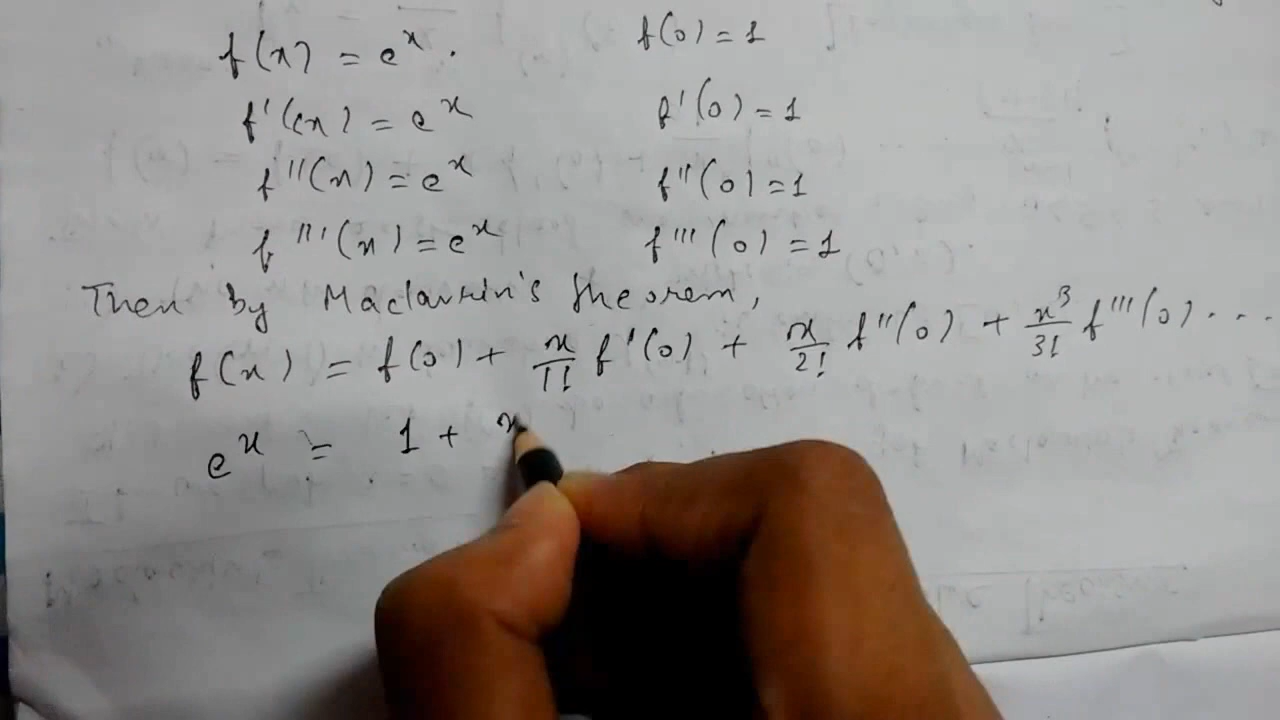 f(x) = e^x . f(0) = 1
f'(x) = e^x f'(0) = 1
f''(x) = e^x f''(0) = 1
f'''(x) = e^x f'''(0) = 1
Then by Maclaurin's theorem,
f(x) = f(0) + x/1! f'(0) + x/2! f''(0) + x^3/3! f'''(0) ...
e^x = 1 + x